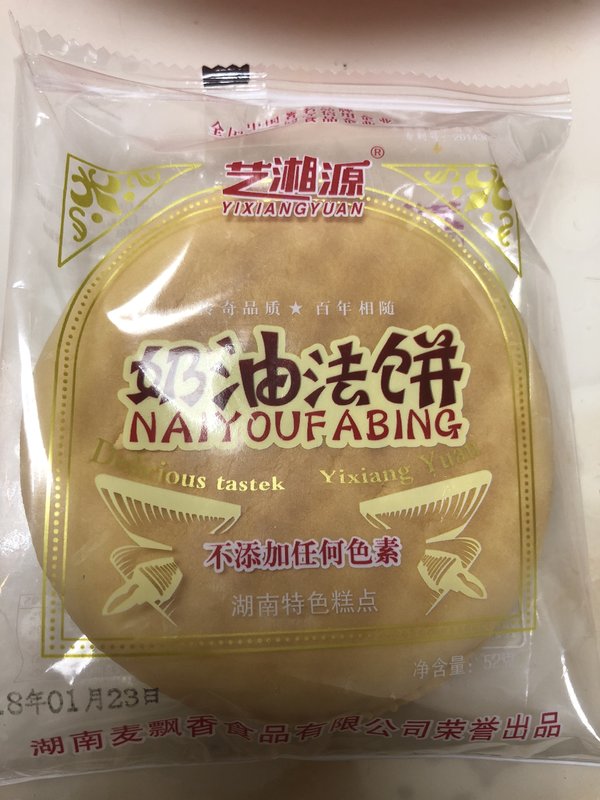 艺湘源®
YIXIANGYUAN
传奇品质★百年相随
奶油法饼
NAIYOUFABING
Delicious tastek Yixiang Yuan
不添加任何色素
湖南特色糕点
净含量:
18年01月23日
湖南麦飘香食品有限公司荣誉出品